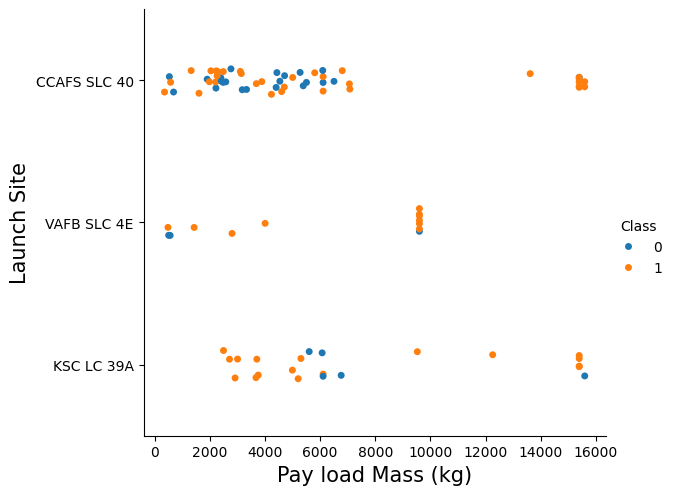 CCAFS SLC 40
VAFB SLC 4E
KSC LC 39A
Launch Site
0 2000 4000 6000 8000 10000 12000 14000 16000
Pay load Mass (kg)
Class
0
1